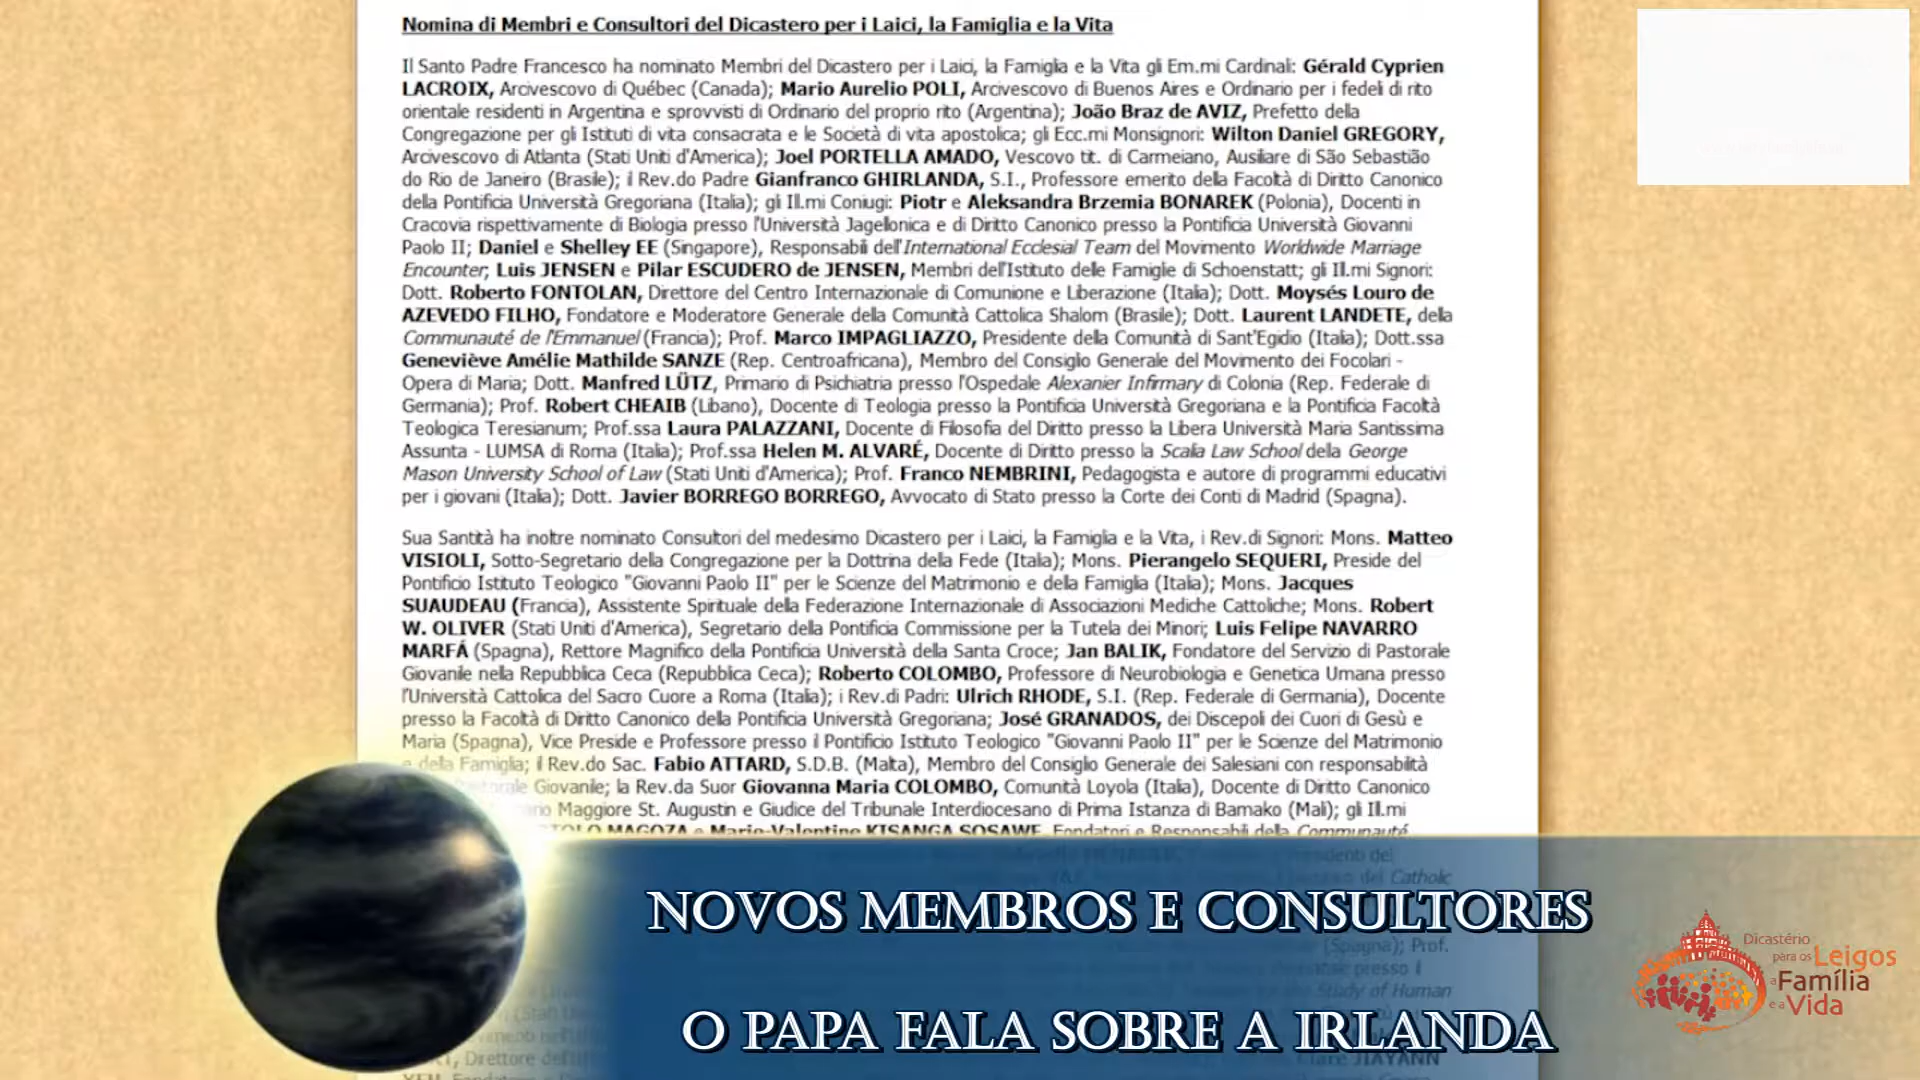 Nomina di Membri e Consultori del Dicastero per i Laici, la Famiglia e la Vita
Il Santo Padre Francesco ha nominato Membri del Dicastero per i Laici, la Famiglia e la Vita gli Em.mi Cardinali: Gérald Cyprien
LACROIX, Arcivescovo di Québec (Canada); Mario Aurelio POLI, Arcivescovo di Buenos Aires e Ordinario per i fedeli di rito
orientale residenti in Argentina e sprovvisti di Ordinario del proprio rito (Argentina); João Braz de AVIZ, Prefetto della
Congregazione per gli Istituti di vita consacrata e le Società di vita apostolica; gli Ecc.mi Monsignori: Wilton Daniel GREGORY,
Arcivescovo di Atlanta (Stati Uniti d'America); Joel PORTELLA AMADO, Vescovo tit. di Carmeiano, Ausiliare di São Sebastião
do Rio de Janeiro (Brasile); il Rev.do Padre Gianfranco GHIRLANDA, S.I., Professore emerito della Facoltà di Diritto Canonico
della Pontificia Università Gregoriana (Italia); gli Ill.mi Coniugi: Piotr e Aleksandra Brzemia BONAREK (Polonia), Docenti in
Cracovia rispettivamente di Biologia presso l'Università Jagellonica e di Diritto Canonico presso la Pontificia Università Giovanni
Paolo II; Daniel e Shelley EE (Singapore), Responsabili dell'International Ecclesial Team del Movimento Worldwide Marriage
Encounter; Luis JENSEN e Pilar ESCUDERO de JENSEN, Membri dell'Istituto delle Famiglie di Schoenstatt; gli Ill.mi Signori:
Dott. Roberto FONTOLAN, Direttore del Centro Internazionale di Comunione e Liberazione (Italia); Dott. Moysés Louro de
AZEVEDO FILHO, Fondatore e Moderatore Generale della Comunità Cattolica Shalom (Brasile); Dott. Laurent LANDETE, della
Communauté de l'Emmanuel (Francia); Prof. Marco IMPAGLIAZZO, Presidente della Comunità di Sant'Egidio (Italia); Dott.ssa
Geneviève Amélie Mathilde SANZE (Rep. Centroafricana), Membro del Consiglio Generale del Movimento dei Focolari -
Opera di Maria; Dott. Manfred LÜTZ, Primario di Psichiatria presso l'Ospedale Alexanier Infirmary di Colonia (Rep. Federale di
Germania); Prof. Robert CHEAIB (Libano), Docente di Teologia presso la Pontificia Università Gregoriana e la Pontificia Facoltà
Teologica Teresianum; Prof.ssa Laura PALAZZANI, Docente di Filosofia del Diritto presso la Libera Università Maria Santissima
Assunta - LUMSA di Roma (Italia); Prof.ssa Helen M. ALVARÉ, Docente di Diritto presso la Scalia Law School della George
Mason University School of Law (Stati Uniti d'America); Prof. Franco NEMBRINI, Pedagogista e autore di programmi educativi
per i giovani (Italia); Dott. Javier BORREGO BORREGO, Avvocato di Stato presso la Corte dei Conti di Madrid (Spagna).
Sua Santità ha inoltre nominato Consultori del medesimo Dicastero per i Laici, la Famiglia e la Vita, i Rev.di Signori: Mons. Matteo
VISIOLI, Sotto-Segretario della Congregazione per la Dottrina della Fede (Italia); Mons. Pierangelo SEQUERI, Preside del
Pontificio Istituto Teologico "Giovanni Paolo II" per le Scienze del Matrimonio e della Famiglia (Italia); Mons. Jacques
SUAUDEAU (Francia), Assistente Spirituale della Federazione Internazionale di Associazioni Mediche Cattoliche; Mons. Robert
W. OLIVER (Stati Uniti d'America), Segretario della Pontificia Commissione per la Tutela dei Minori; Luis Felipe NAVARRO
MARFÁ (Spagna), Rettore Magnifico della Pontificia Università della Santa Croce; Jan BALIK, Fondatore del Servizio di Pastorale
Giovanile nella Repubblica Ceca (Repubblica Ceca); Roberto COLOMBO, Professore di Neurobiologia e Genetica Umana presso
l'Università Cattolica del Sacro Cuore a Roma (Italia); i Rev.di Padri: Ulrich RHODE, S.I. (Rep. Federale di Germania), Docente
presso la Facoltà di Diritto Canonico della Pontificia Università Gregoriana; José GRANADOS, dei Discepoli dei Cuori di Gesù e
Maria (Spagna), Vice Preside e Professore presso il Pontificio Istituto Teologico "Giovanni Paolo II" per le Scienze del Matrimonio
e della Famiglia; il Rev.do Sac. Fabio ATTARD, S.D.B. (Malta), Membro del Consiglio Generale dei Salesiani con responsabilità
Giovanile; la Rev.da Suor Giovanna Maria COLOMBO, Comunità Loyola (Italia), Docente di Diritto Canonico
Maggiore St. Augustin e Giudice del Tribunale Interdiocesano di Prima Istanza di Bamako (Mali); gli Ill.mi
MAGOZA e Marie-Valentine KISANGA SOSAWE, Fondatori e Responsabili della Communauté
Catholic
NOVOS MEMBROS E CONSULTORES
(Spagna); Prof.
presso il
Study of Human
O PAPA FALA SOBRE A IRLANDA
Direttore
JIAYANN
Dicastério
para os Leigos
a Família
e a Vida